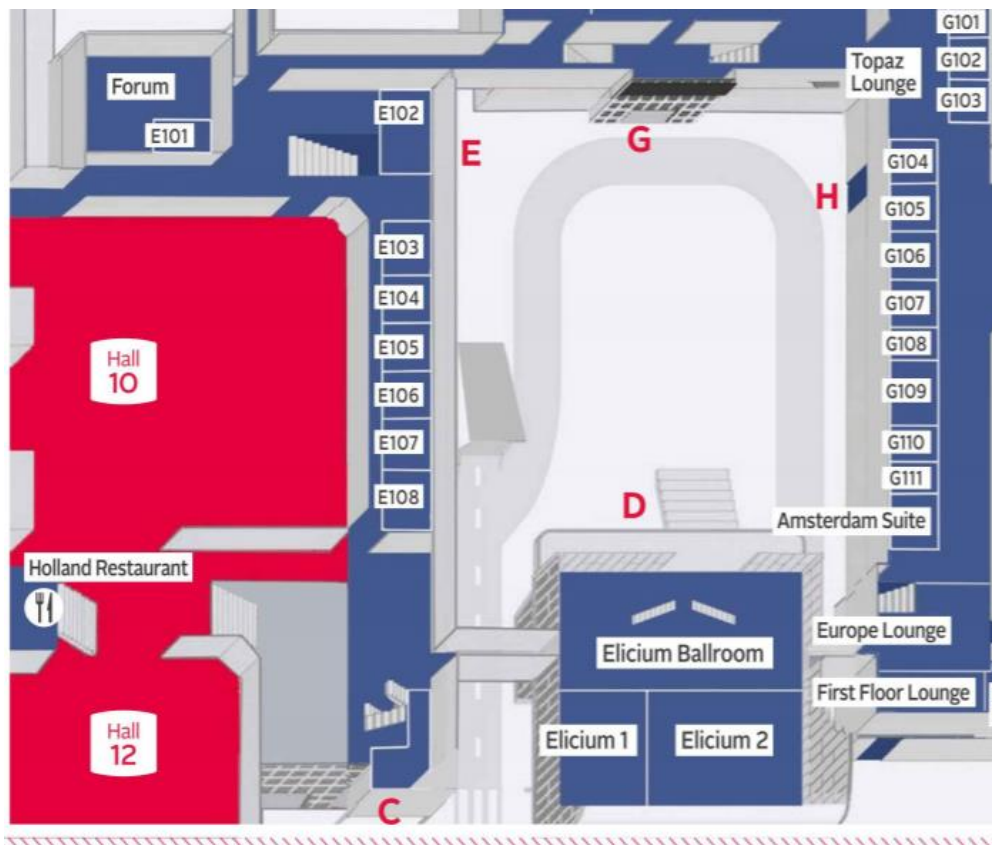 Forum
E101
E102
E
G
Topaz
Lounge
G101
G102
G103
H
G104
G105
G106
G107
G108
G109
G110
G111
Amsterdam Suite
E103
E104
E105
E106
E107
E108
Hall
10
D
Holland Restaurant
Elicium Ballroom
Europe Lounge
First Floor Lounge
Hall
12
Elicium 1
Elicium 2
C